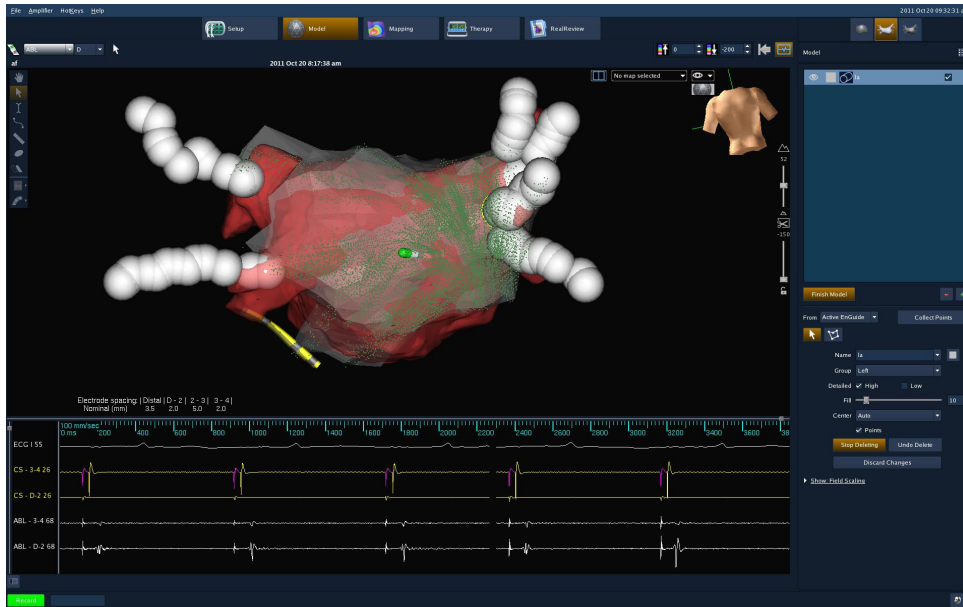 File Amplifier HotKeys Help
2011 Oct 20 09:32:31 a
Setup Model Mapping Therapy RealReview
ABL D
0 -200
Model
af
2011 Oct 20 8:17:38 am
No map selected
la
52
-150
Finish Model
From Active EnGuide Collect Points
Name la
Group Left
Detailed High Low
Fill 10
Center Auto
Points
Stop Deleting Undo Delete
Discard Changes
Show: Field Scaling
Electrode spacing: | Distal | D - 2 | 2 - 3 | 3 - 4 |
Nominal (mm) 3.5 2.0 5.0 2.0
100 mm/sec
0 ms 200 400 600 800 1000 1200 1400 1600 1800 2000 2200 2400 2600 2800 3000 3200 3400 3600 38
ECG I 55
CS - 3-4 26
CS - D-2 26
ABL - 3-4 68
ABL - D-2 68
Record